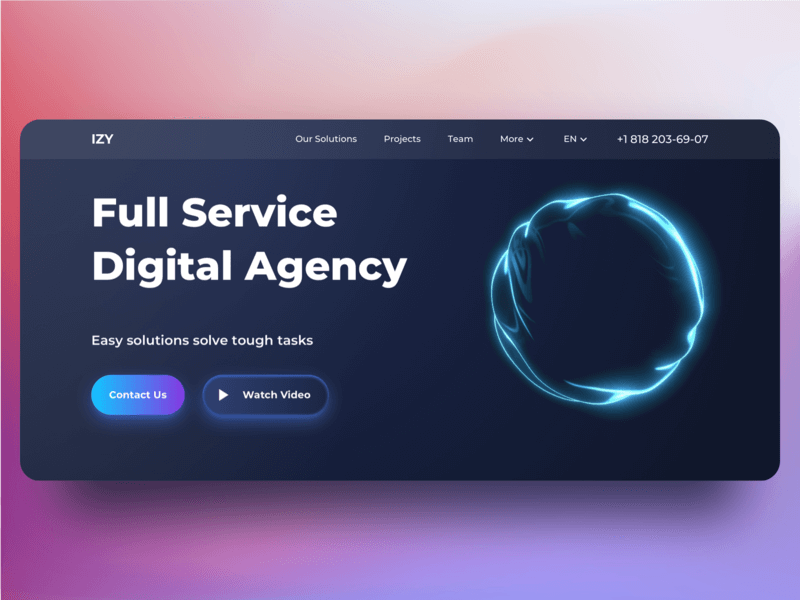 IZY
Our Solutions
Projects
Team
More
EN
+1 818 203-69-07
Full Service
Digital Agency
Easy solutions solve tough tasks
Contact Us
Watch Video